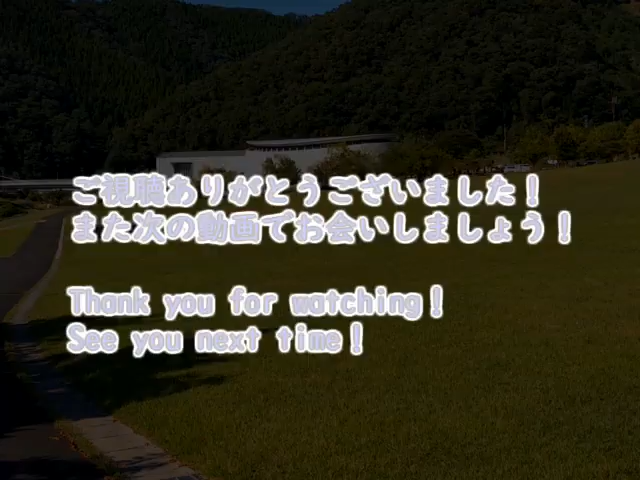 ご視聴ありがとうございました！
また次の動画でお会いしましょう！
Thank you for watching！
See you next time！